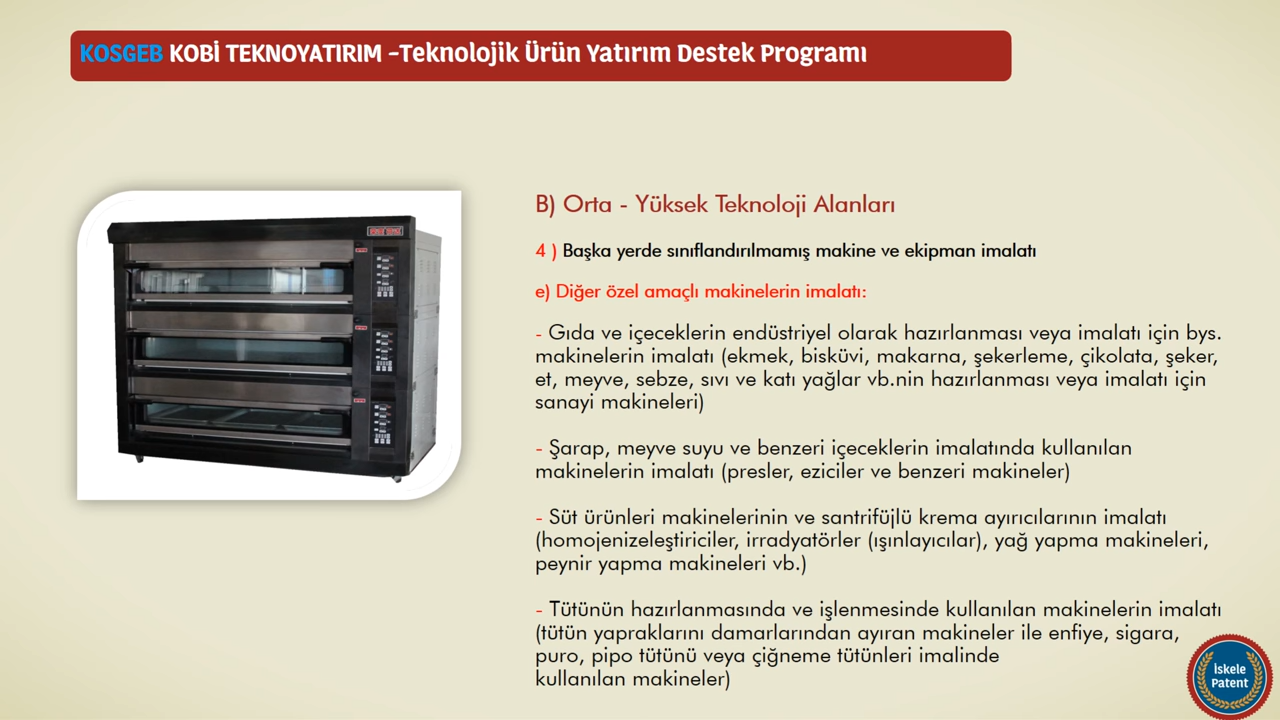 KOSGEB KOBİ TEKNOYATIRIM -Teknolojik Ürün Yatırım Destek Programı
B) Orta - Yüksek Teknoloji Alanları
4 ) Başka yerde sınıflandırılmamış makine ve ekipman imalatı
e) Diğer özel amaçlı makinelerin imalatı:
- Gıda ve içeceklerin endüstriyel olarak hazırlanması veya imalatı için bys.
makinelerin imalatı (ekmek, bisküvi, makarna, şekerleme, çikolata, şeker,
et, meyve, sebze, sıvı ve katı yağlar vb.nin hazırlanması veya imalatı için
sanayi makineleri)
- Şarap, meyve suyu ve benzeri içeceklerin imalatında kullanılan
makinelerin imalatı (presler, eziciler ve benzeri makineler)
- Süt ürünleri makinelerinin ve santrifüjlü krema ayırıcılarının imalatı
(homojenizeleştiriciler, irradyatörler (ışınlayıcılar), yağ yapma makineleri,
peynir yapma makineleri vb.)
- Tütünün hazırlanmasında ve işlenmesinde kullanılan makinelerin imalatı
(tütün yapraklarını damarlarından ayıran makineler ile enfiye, sigara,
puro, pipo tütünü veya çiğneme tütünleri imalinde
kullanılan makineler)
İskele
Patent